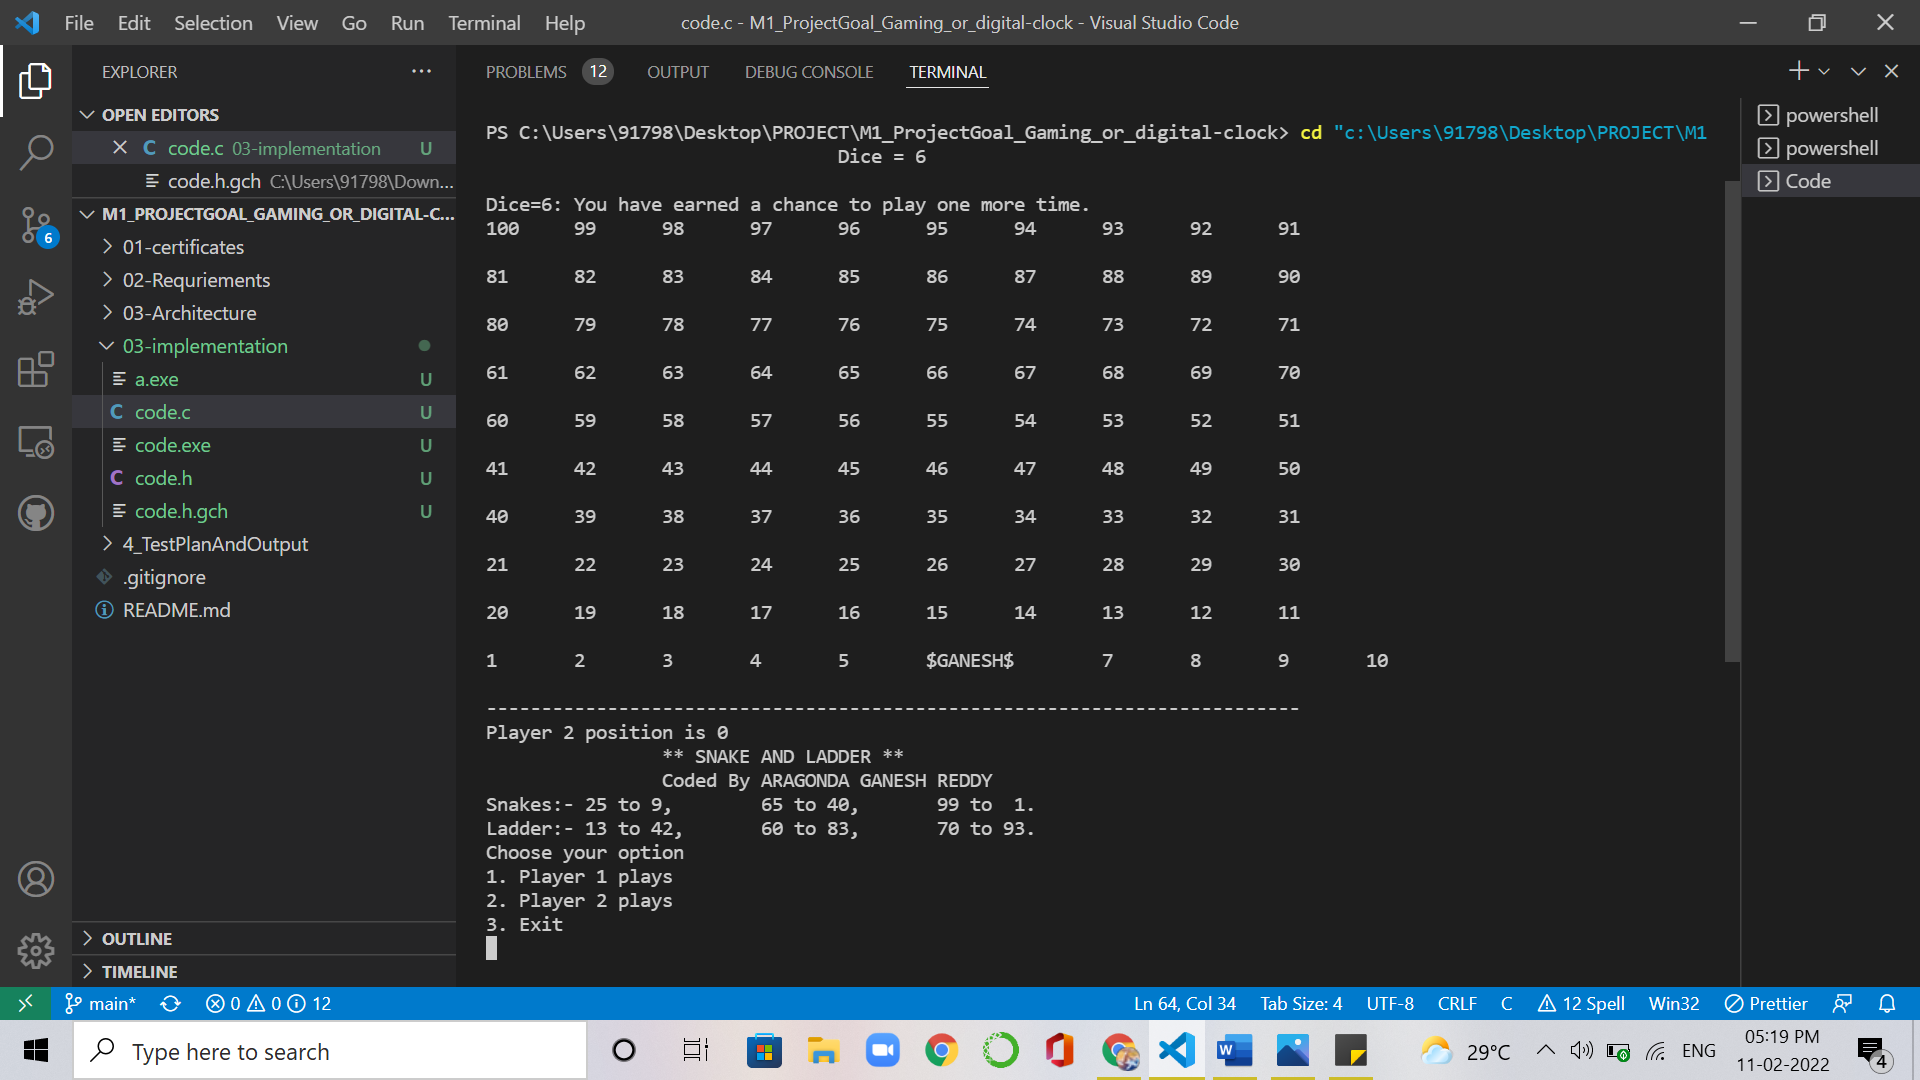 File Edit Selection View Go Run Terminal Help code.c - M1_ProjectGoal_Gaming_or_digital-clock - Visual Studio Code
EXPLORER
OPEN EDITORS
code.c 03-implementation U
code.h.gch C:\Users\91798\Down...
M1_PROJECTGOAL_GAMING_OR_DIGITAL-C...
01-certificates
02-Requriements
03-Architecture
03-implementation
a.exe U
code.c U
code.exe U
code.h U
code.h.gch U
4_TestPlanAndOutput
.gitignore
README.md
OUTLINE
TIMELINE
6
PROBLEMS 12 OUTPUT DEBUG CONSOLE TERMINAL
PS C:\Users\91798\Desktop\PROJECT\M1_ProjectGoal_Gaming_or_digital-clock> cd "c:\Users\91798\Desktop\PROJECT\M1
Dice = 6
Dice=6: You have earned a chance to play one more time.
100 99 98 97 96 95 94 93 92 91
81 82 83 84 85 86 87 88 89 90
80 79 78 77 76 75 74 73 72 71
61 62 63 64 65 66 67 68 69 70
60 59 58 57 56 55 54 53 52 51
41 42 43 44 45 46 47 48 49 50
40 39 38 37 36 35 34 33 32 31
21 22 23 24 25 26 27 28 29 30
20 19 18 17 16 15 14 13 12 11
1 2 3 4 5 $GANESH$ 7 8 9 10
--------------------------------------------------------------------------
Player 2 position is 0
** SNAKE AND LADDER **
Coded By ARAGONDA GANESH REDDY
Snakes:- 25 to 9, 65 to 40, 99 to 1.
Ladder:- 13 to 42, 60 to 83, 70 to 93.
Choose your option
1. Player 1 plays
2. Player 2 plays
3. Exit
powershell
powershell
Code
main* 0 0 12 Ln 64, Col 34 Tab Size: 4 UTF-8 CRLF C 12 Spell Win32 Prettier
Type here to search
29°C ENG
05:19 PM
11-02-2022
4